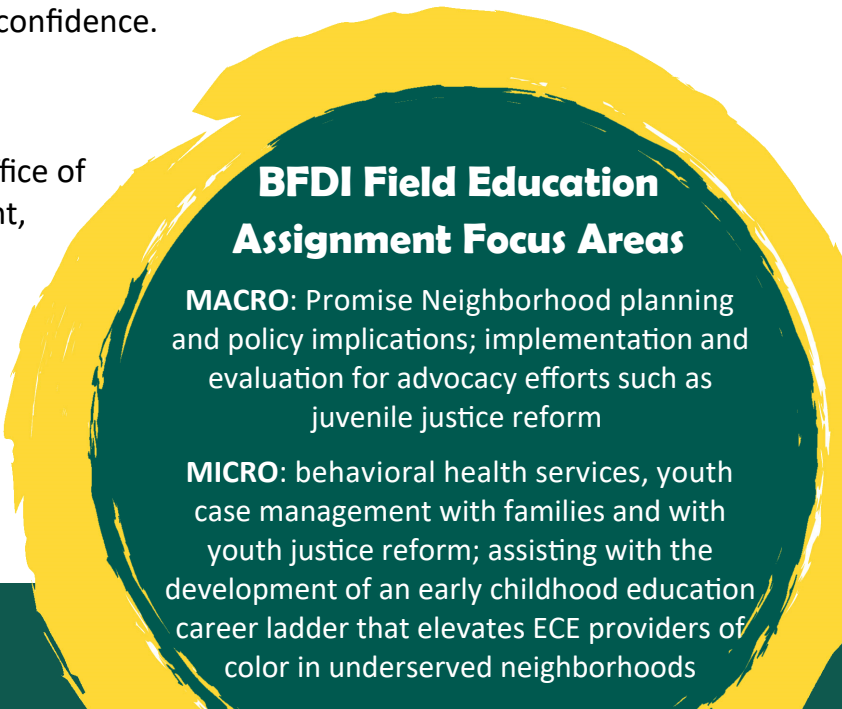 confidence.
of
BFDI Field Education
Assignment Focus Areas
MACRO: Promise Neighborhood planning
and policy implications; implementation and
evaluation for advocacy efforts such as
juvenile justice reform
MICRO: behavioral health services, youth
case management with families and with
youth justice reform; assisting with the
development of an early childhood education
career ladder that elevates ECE providers of
color in underserved neighborhoods